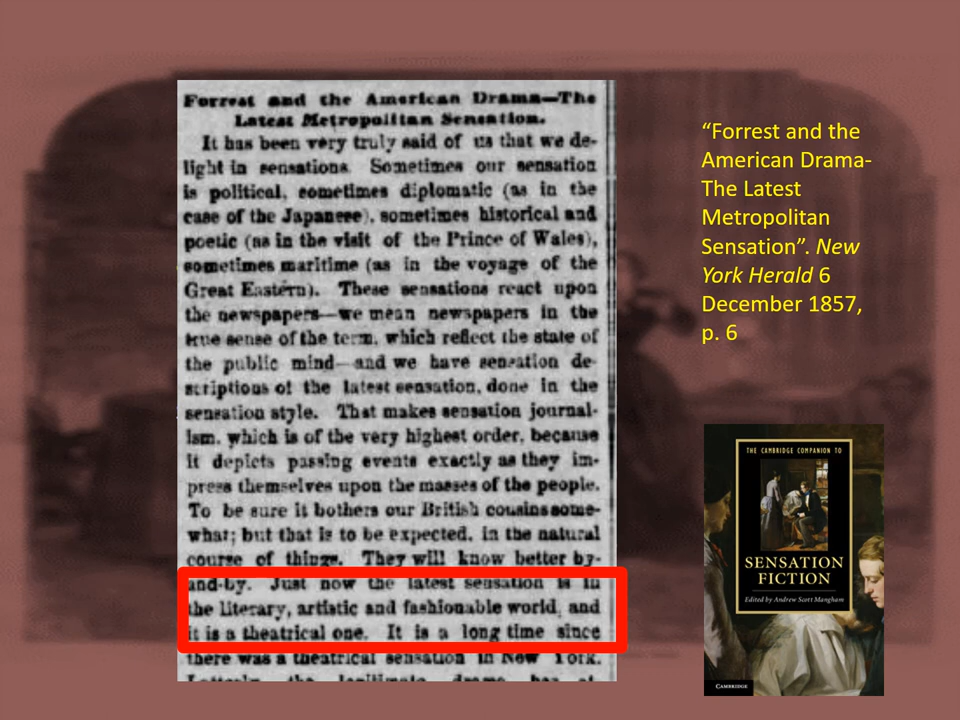 Forrest and the American Drama—The
Latest Metropolitan Sensation.
It has been very truly said of us that we de-
light in sensations. Sometimes our sensation
is political, sometimes diplomatic (as in the
case of the Japanese), sometimes historical and
poetic (as in the visit of the Prince of Wales),
sometimes maritime (as in the voyage of the
Great Eastern). These sensations react upon
the newspapers—we mean newspapers in the
true sense of the term, which reflect the state of
the public mind—and we have sensation de-
scriptions of the latest sensation, done in the
sensation style. That makes sensation journal-
ism, which is of the very highest order, because
it depicts passing events exactly as they im-
press themselves upon the masses of the people.
To be sure it bothers our British cousins some-
what; but that is to be expected, in the natural
course of things. They will know better by-
and-by. Just now the latest sensation is in
the literary, artistic and fashionable world, and
it is a theatrical one. It is a long time since
there was a theatrical sensation in New York.
“Forrest and the
American Drama-
The Latest
Metropolitan
Sensation”. New
York Herald 6
December 1857,
p. 6
THE CAMBRIDGE COMPANION TO
SENSATION
FICTION
Edited by Andrew Scott Mangham
CAMBRIDGE